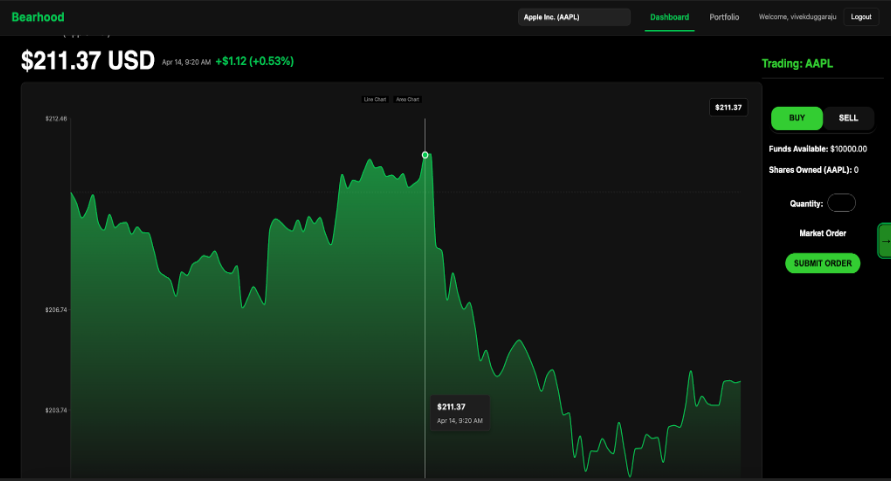 Bearhood
Apple Inc. (AAPL)
Dashboard
Portfolio
Welcome, vivekduggaraju
Logout
$211.37 USD
Apr 14, 9:20 AM
+$1.12 (+0.53%)
Trading: AAPL
Line Chart
Area Chart
$211.37
$212.46
BUY
SELL
Funds Available: $10000.00
Shares Owned (AAPL): 0
Quantity:
Market Order
SUBMIT ORDER
$206.74
$203.74
$211.37
Apr 14, 9:20 AM